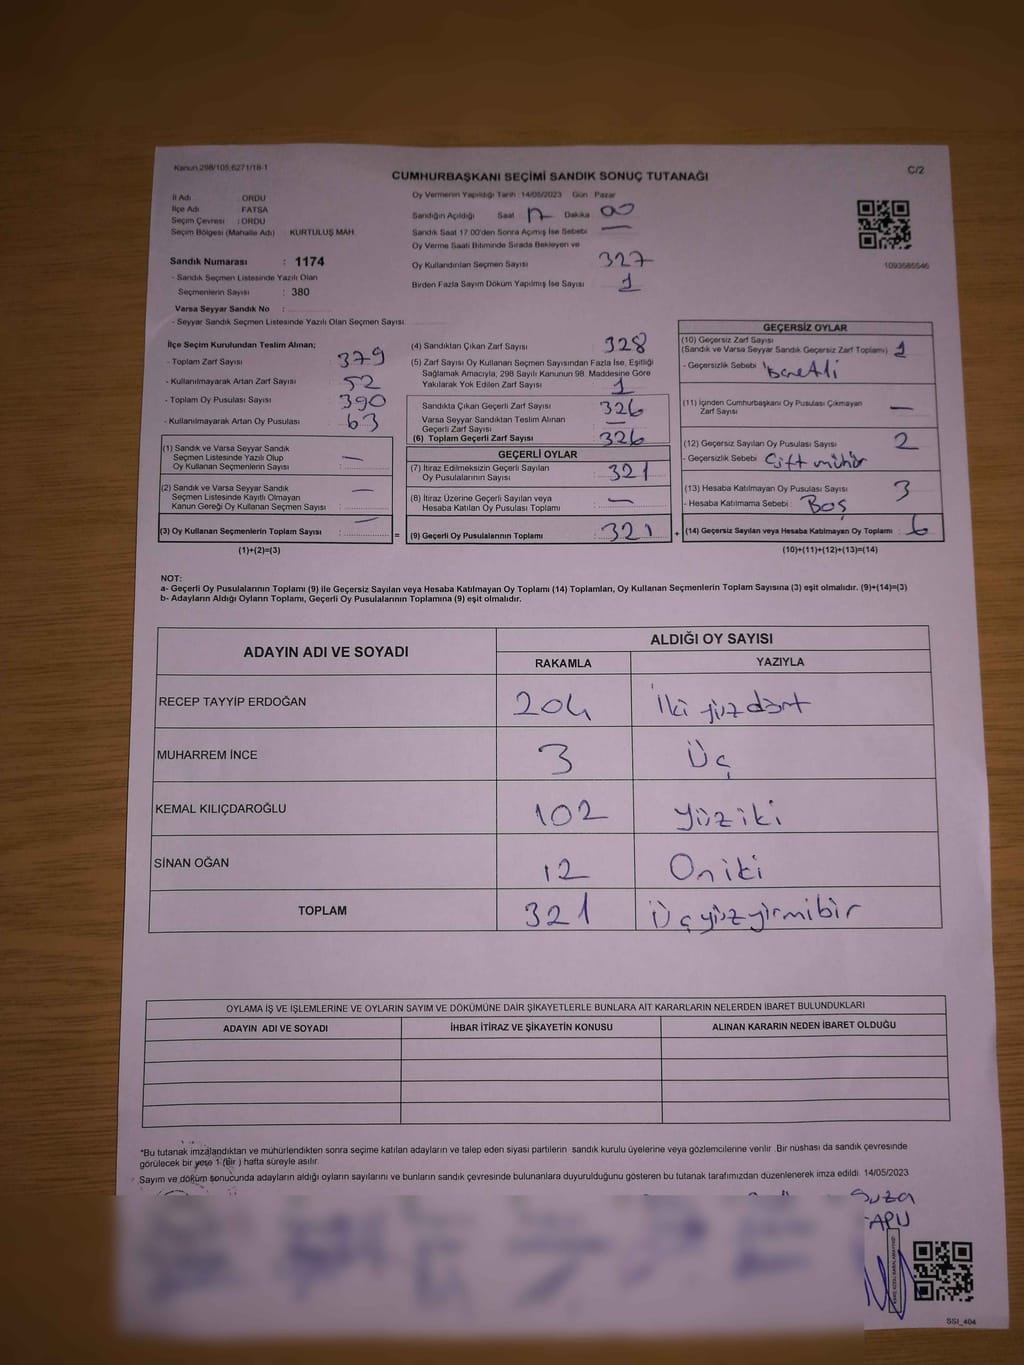 Kanun:298/105,6271/18-1
C/2
CUMHURBAŞKANI SEÇİMİ SANDIK SONUÇ TUTANAĞI
İl Adı : ORDU
İlçe Adı : FATSA
Seçim Çevresi : ORDU
Seçim Bölgesi (Mahalle Adı) : KURTULUŞ MAH.
Sandık Numarası : 1174
- Sandık Seçmen Listesinde Yazılı Olan
Seçmenlerin Sayısı : 380
Varsa Seyyar Sandık No :
- Seyyar Sandık Seçmen Listesinde Yazılı Olan Seçmen Sayısı:
Oy Vermenin Yapıldığı Tarih :14/05/2023 Gün : Pazar
Sandığın Açıldığı Saat 17 Dakika 00
Sandık Saat 17:00'den Sonra Açılmış İse Sebebi —
Oy Verme Saati Bitiminde Sırada Bekleyen ve
Oy Kullandırılan Seçmen Sayısı 327
Birden Fazla Sayım Döküm Yapılmış İse Sayısı 1
1093585546
İlçe Seçim Kurulundan Teslim Alınan;
- Toplam Zarf Sayısı 379
- Kullanılmayarak Artan Zarf Sayısı 52
- Toplam Oy Pusulası Sayısı 390
- Kullanılmayarak Artan Oy Pusulası 63
(1) Sandık ve Varsa Seyyar Sandık
Seçmen Listesinde Yazılı Olup
Oy Kullanan Seçmenlerin Sayısı : —
(2) Sandık ve Varsa Seyyar Sandık
Seçmen Listesinde Kayıtlı Olmayan
Kanun Gereği Oy Kullanan Seçmen Sayısı : —
(3) Oy Kullanan Seçmenlerin Toplam Sayısı : —
(1)+(2)=(3)
(4) Sandıktan Çıkan Zarf Sayısı 328
(5) Zarf Sayısı Oy Kullanan Seçmen Sayısından Fazla İse, Eşitliği
Sağlamak Amacıyla, 298 Sayılı Kanunun 98. Maddesine Göre
Yakılarak Yok Edilen Zarf Sayısı 1
Sandıkta Çıkan Geçerli Zarf Sayısı 326
Varsa Seyyar Sandıktan Teslim Alınan
Geçerli Zarf Sayısı —
(6) Toplam Geçerli Zarf Sayısı 326
GEÇERLİ OYLAR
(7) İtiraz Edilmeksizin Geçerli Sayılan
Oy Pusulalarının Sayısı : 321
(8) İtiraz Üzerine Geçerli Sayılan veya
Hesaba Katılan Oy Pusulası Toplamı : —
= (9) Geçerli Oy Pusulalarının Toplamı : 321 +
GEÇERSİZ OYLAR
(10) Geçersiz Zarf Sayısı
(Sandık ve Varsa Seyyar Sandık Geçersiz Zarf Toplamı) 1
- Geçersizlik Sebebi : İşaretli
(11) İçinden Cumhurbaşkanı Oy Pusulası Çıkmayan
Zarf Sayısı —
(12) Geçersiz Sayılan Oy Pusulası Sayısı 2
- Geçersizlik Sebebi : Çift mühür
(13) Hesaba Katılmayan Oy Pusulası Sayısı 3
- Hesaba Katılmama Sebebi : Boş
(14) Geçersiz Sayılan veya Hesaba Katılmayan Oy Toplamı : 6
(10)+(11)+(12)+(13)=(14)
NOT:
a- Geçerli Oy Pusulalarının Toplamı (9) ile Geçersiz Sayılan veya Hesaba Katılmayan Oy Toplamı (14) Toplamları, Oy Kullanan Seçmenlerin Toplam Sayısına (3) eşit olmalıdır. (9)+(14)=(3)
b- Adayların Aldığı Oyların Toplamı, Geçerli Oy Pusulalarının Toplamına (9) eşit olmalıdır.
ADAYIN ADI VE SOYADI ALDIĞI OY SAYISI
RAKAMLA YAZIYLA
RECEP TAYYİP ERDOĞAN 204 İki yüzdört
MUHARREM İNCE 3 Üç
KEMAL KILIÇDAROĞLU 102 Yüziki
SİNAN OĞAN 12 Oniki
TOPLAM 321 Üçyüzyirmibir
OYLAMA İŞ VE İŞLEMLERİNE VE OYLARIN SAYIM VE DÖKÜMÜNE DAİR ŞİKAYETLERLE BUNLARA AİT KARARLARIN NELERDEN İBARET BULUNDUKLARI
ADAYIN ADI VE SOYADI İHBAR İTİRAZ VE ŞİKAYETİN KONUSU ALINAN KARARIN NEDEN İBARET OLDUĞU
*Bu tutanak imzalandıktan ve mühürlendikten sonra seçime katılan adayların ve talep eden siyasi partilerin sandık kurulu üyelerine veya gözlemcilerine verilir. Bir nüshası da sandık çevresinde
görülecek bir yere 1 (Bir ) hafta süreyle asılır.
Sayım ve döküm sonucunda adayların aldığı oyların sayılarını ve bunların sandık çevresinde bulunanlara duyurulduğunu gösteren bu tutanak tarafımızdan düzenlenerek imza edildi. 14/05/2023
SSİ_404